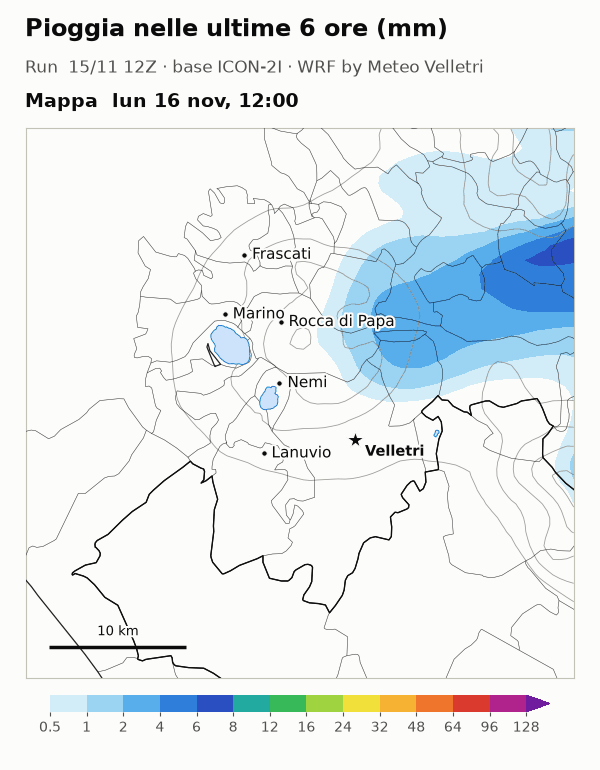 Pioggia nelle ultime 6 ore (mm)
Run  15/11 12Z · base ICON-2I · WRF by Meteo Velletri
Mappa  lun 16 nov, 12:00
Frascati
Marino
Rocca di Papa
Nemi
Velletri
Lanuvio
10 km
0.5 1 2 4 6 8 12 16 24 32 48 64 96 128